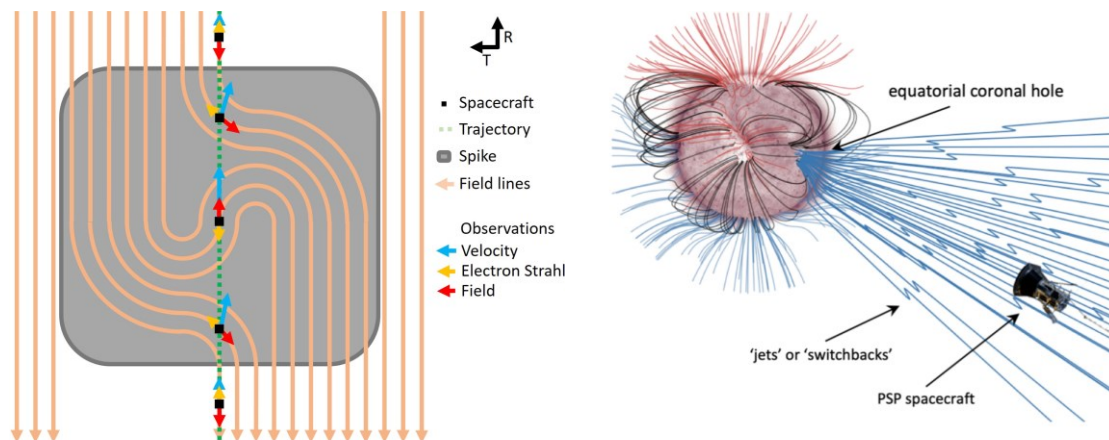 R
T
Spacecraft
Trajectory
Spike
Field lines
Observations
Velocity
Electron Strahl
Field
equatorial coronal hole
'jets' or 'switchbacks'
PSP spacecraft